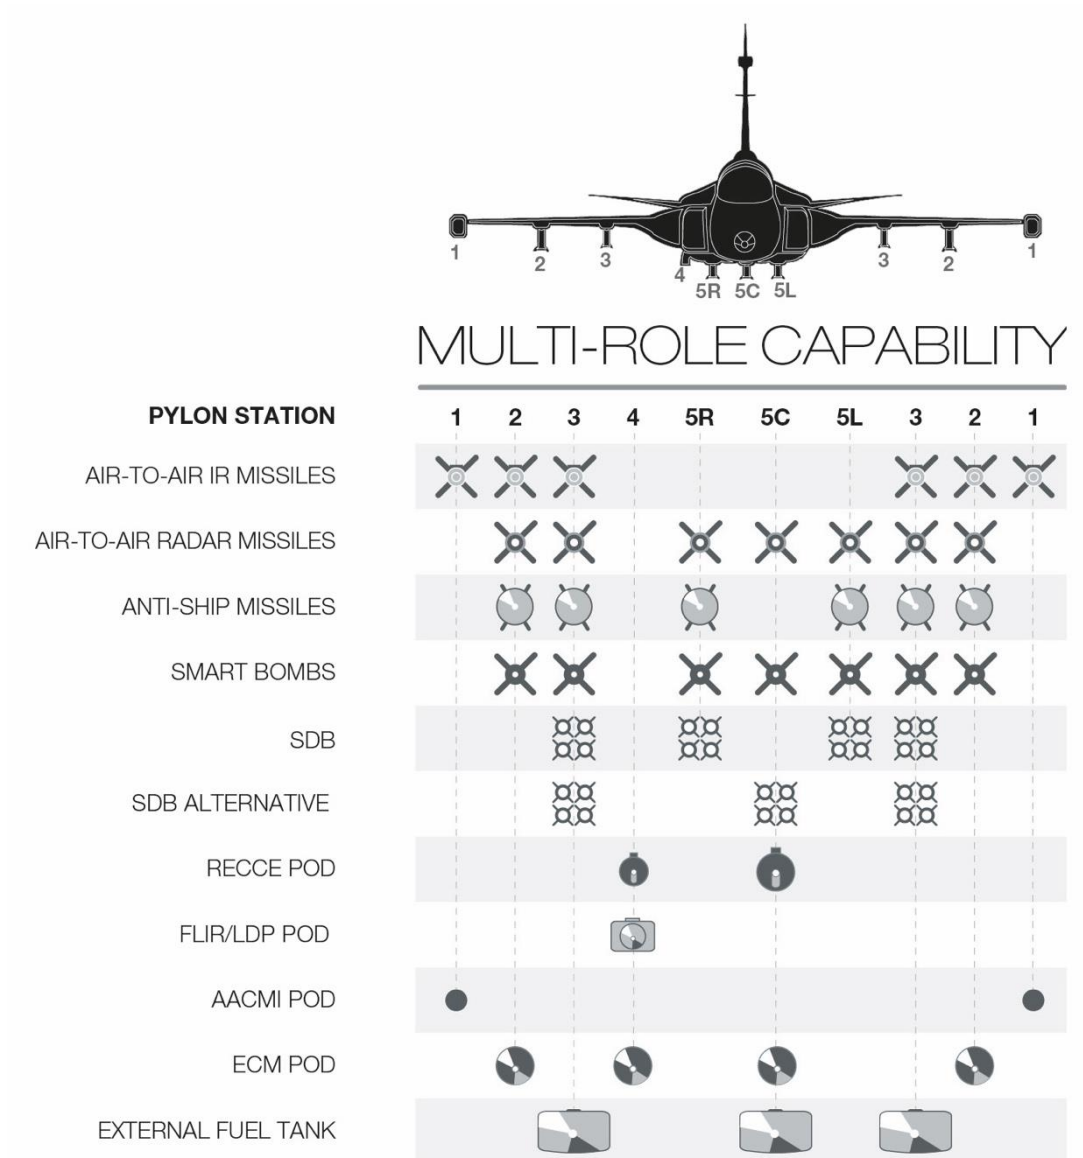 1 2 3 4 3 2 1
5R 5C 5L
MULTI-ROLE CAPABILITY
PYLON STATION 1 2 3 4 5R 5C 5L 3 2 1
AIR-TO-AIR IR MISSILES
AIR-TO-AIR RADAR MISSILES
ANTI-SHIP MISSILES
SMART BOMBS
SDB
SDB ALTERNATIVE
RECCE POD
FLIR/LDP POD
AACMI POD
ECM POD
EXTERNAL FUEL TANK